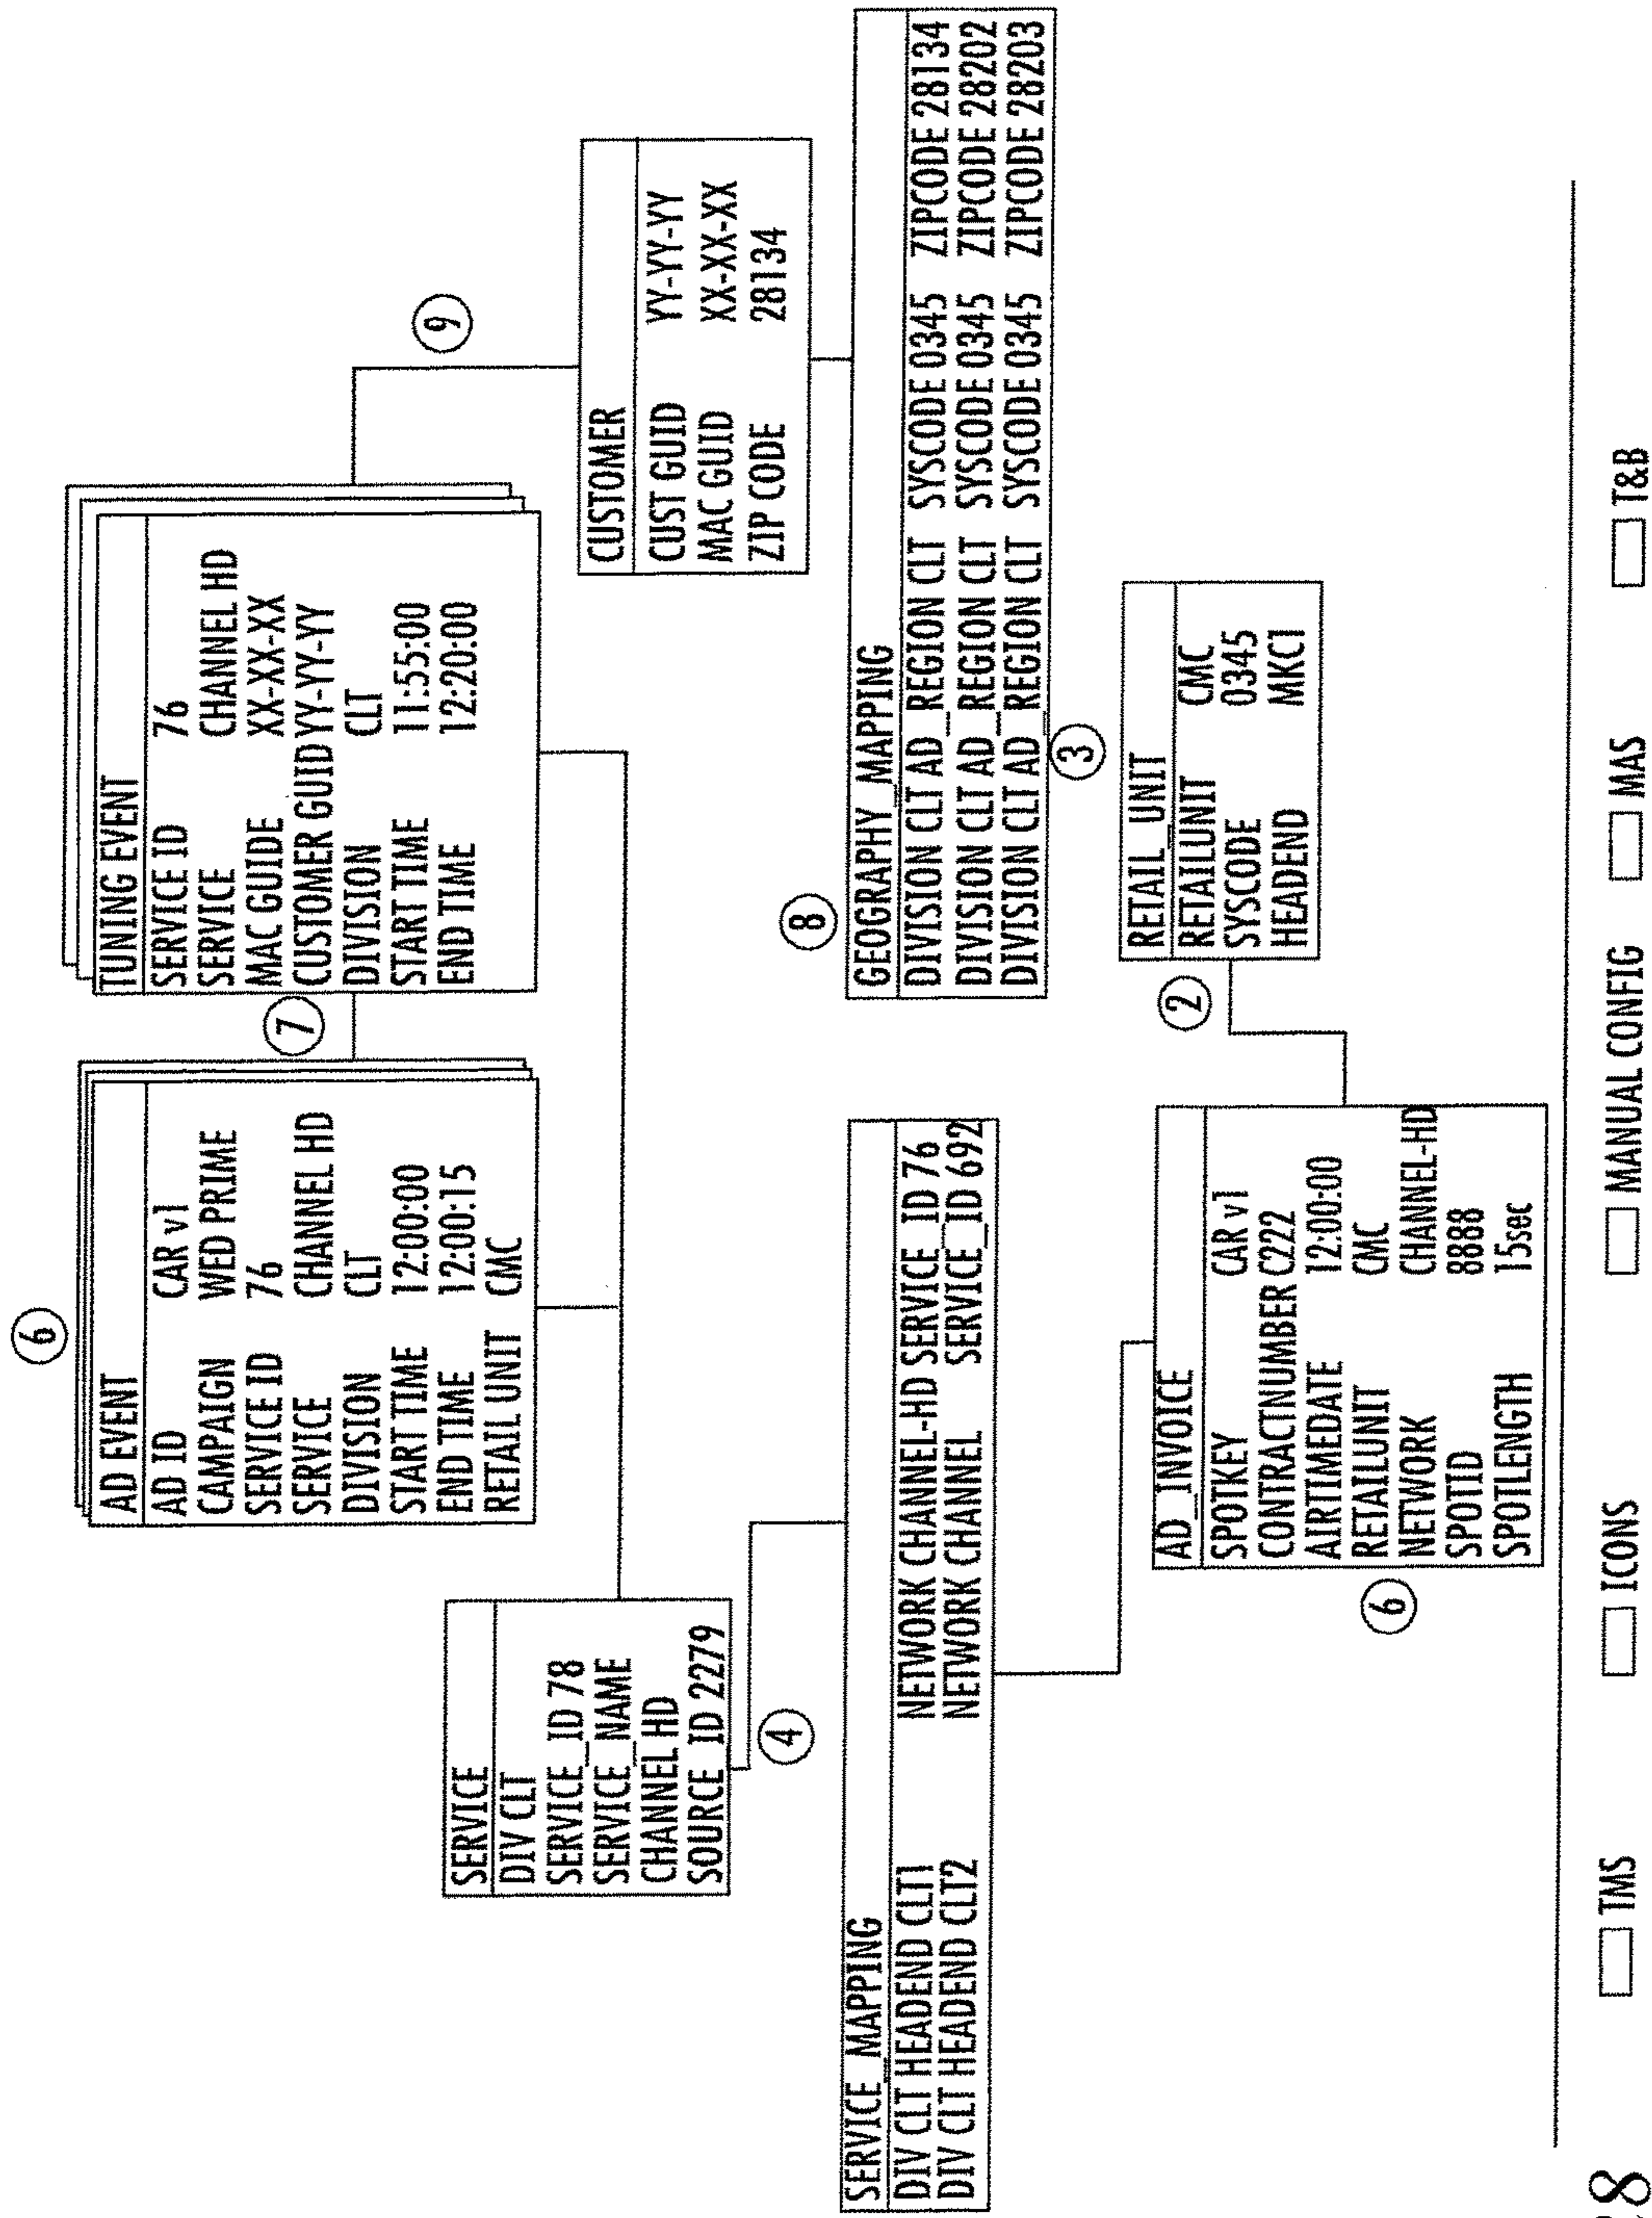 6
AD EVENT
AD ID CAR v1
CAMPAIGN WED PRIME
SERVICE ID 76
SERVICE CHANNEL HD
DIVISION CLT
START TIME 12:00:00
END TIME 12:00:15
RETAIL UNIT CMC
7
TUNING EVENT
SERVICE ID 76
SERVICE CHANNEL HD
MAC GUIDE XX-XX-XX
CUSTOMER GUID YY-YY-YY
DIVISION CLT
START TIME 11:55:00
END TIME 12:20:00
9
SERVICE
DIV CLT
SERVICE_ID 78
SERVICE_NAME
CHANNEL HD
SOURCE_ID 2279
4
CUSTOMER
CUST GUID YY-YY-YY
MAC GUID XX-XX-XX
ZIP CODE 28134
8
SERVICE_MAPPING
DIV CLT HEADEND CLT1 NETWORK CHANNEL-HD SERVICE_ID 76
DIV CLT HEADEND CLT2 NETWORK CHANNEL SERVICE_ID 692
GEOGRAPHY_MAPPING
DIVISION CLT AD_REGION CLT SYSCODE 0345 ZIPCODE 28134
DIVISION CLT AD_REGION CLT SYSCODE 0345 ZIPCODE 28202
DIVISION CLT AD_REGION CLT SYSCODE 0345 ZIPCODE 28203
3
6
AD_INVOICE
SPOTKEY CAR v1
CONTRACTNUMBER C222
AIRTIMEDATE 12:00:00
RETAILUNIT CMC
NETWORK CHANNEL-HD
SPOTID 8888
SPOTLENGTH 15sec
2
RETAIL_UNIT
RETAILUNIT CMC
SYSCODE 0345
HEADEND MKC1
TMS ICONS MANUAL CONFIG MAS T&B